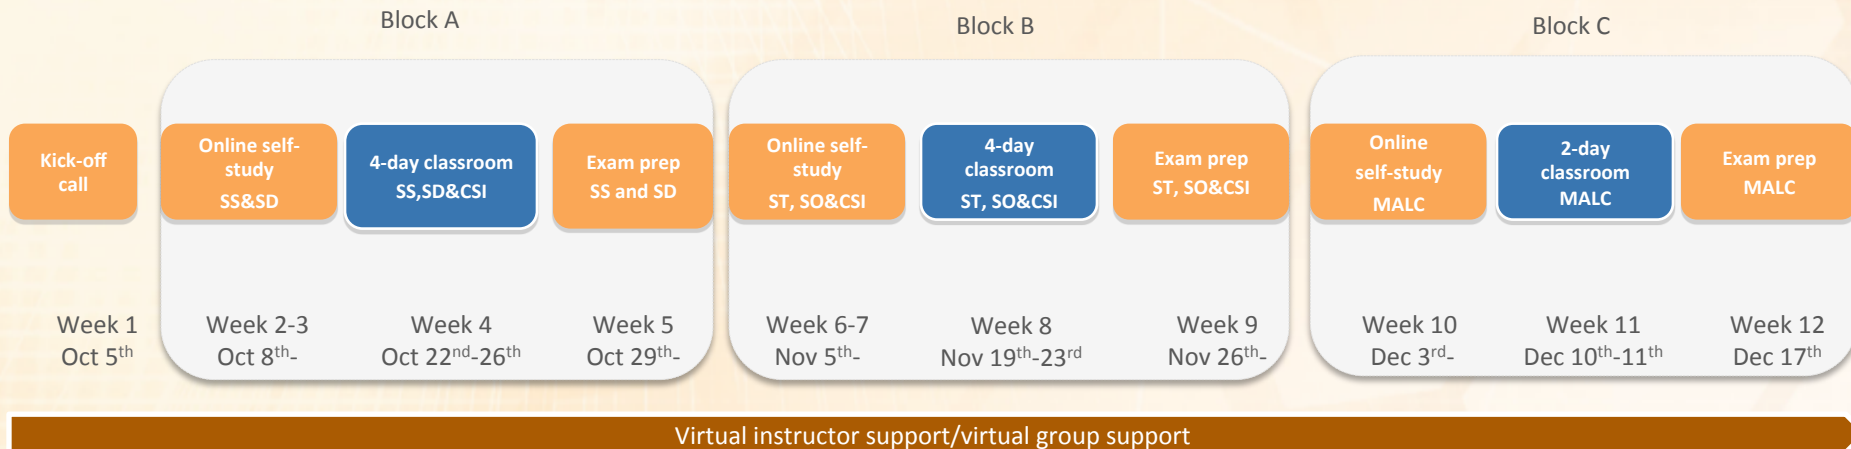 Block A
Block B
Block C
Kick-off
call
Online self-
study
SS&SD
4-day classroom
SS,SD&CSI
Exam prep
SS and SD
Online self-
study
ST, SO&CSI
4-day
classroom
ST, SO&CSI
Exam prep
ST, SO&CSI
Online
self-study
MALC
2-day
classroom
MALC
Exam prep
MALC
Week 1
Oct 5th
Week 2-3
Oct 8th-
Week 4
Oct 22nd-26th
Week 5
Oct 29th-
Week 6-7
Nov 5th-
Week 8
Nov 19th-23rd
Week 9
Nov 26th-
Week 10
Dec 3rd-
Week 11
Dec 10th-11th
Week 12
Dec 17th
Virtual instructor support/virtual group support